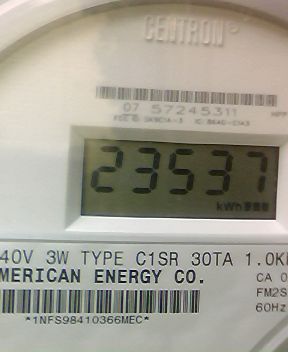 CENTRON
07 57245311
23537
kWh
40V 3W TYPE C1SR 30TA 1.0K
MERICAN ENERGY CO.
CA 0
FM2S
60Hz
*1NFS98410366MEC*